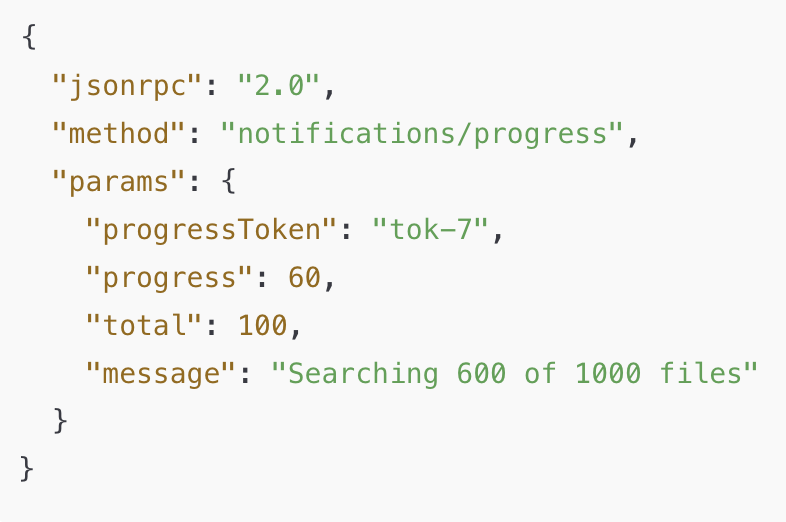 {
  "jsonrpc": "2.0",
  "method": "notifications/progress",
  "params": {
    "progressToken": "tok-7",
    "progress": 60,
    "total": 100,
    "message": "Searching 600 of 1000 files"
  }
}